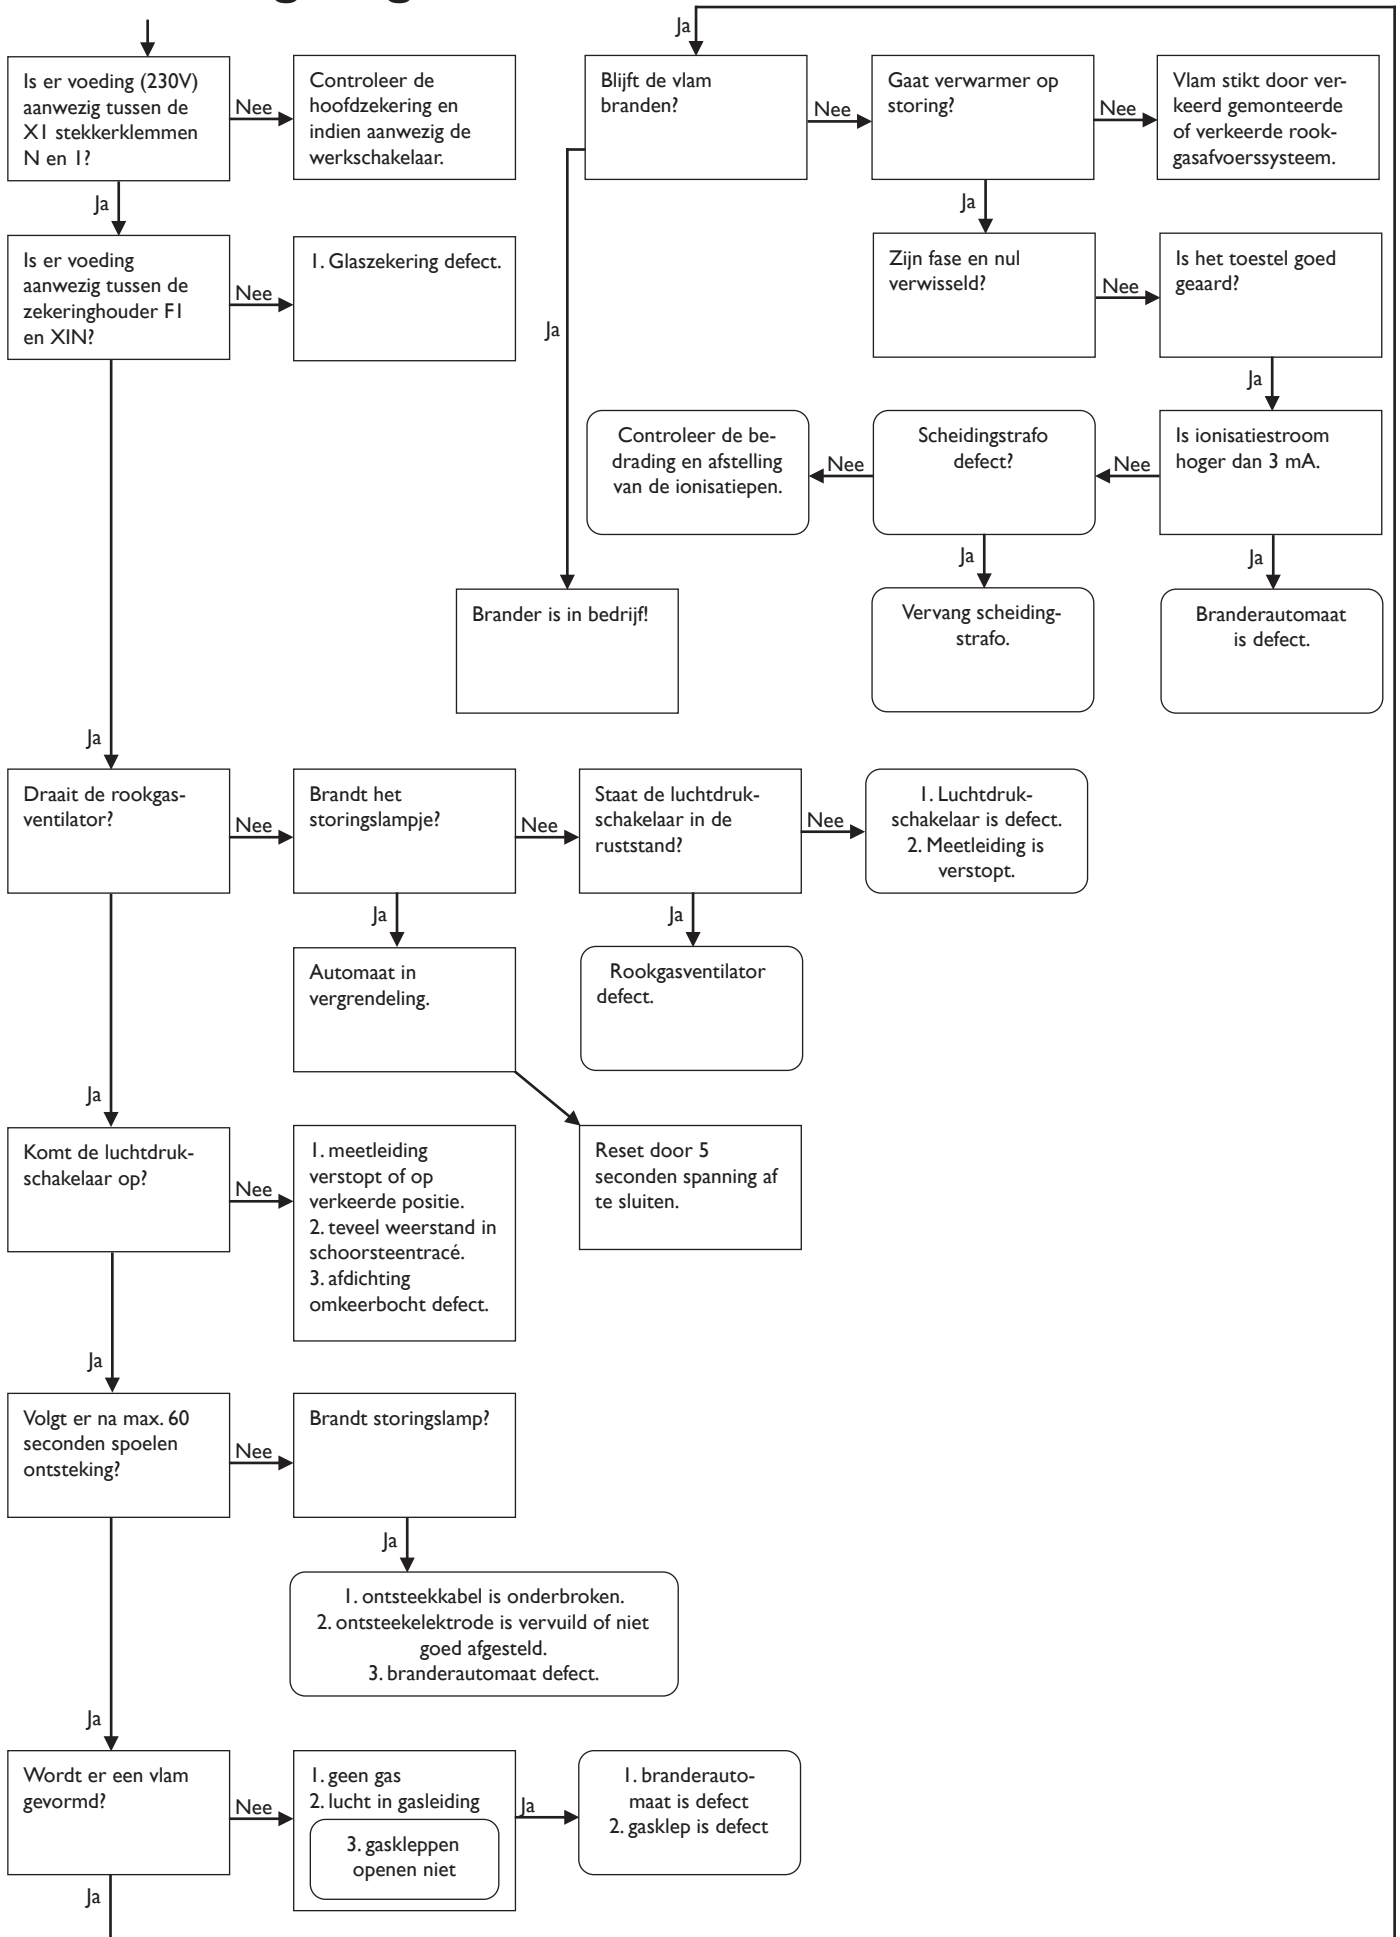 Ja
Is er voeding (230V)
aanwezig tussen de
X1 stekkerklemmen
N en 1?
Nee
Controleer de
hoofdzekering en
indien aanwezig de
werkschakelaar.
Blijft de vlam
branden?
Nee
Gaat verwarmer op
storing?
Nee
Vlam stikt door ver-
keerd gemonteerde
of verkeerde rook-
gasafvoerssysteem.
Ja
Ja
Is er voeding
aanwezig tussen de
zekeringhouder F1
en XIN?
Nee
1. Glaszekering defect.
Ja
Zijn fase en nul
verwisseld?
Nee
Is het toestel goed
geaard?
Ja
Controleer de be-
drading en afstelling
van de ionisatiepen.
Nee
Scheidingstrafo
defect?
Nee
Is ionisatiestroom
hoger dan 3 mA.
Ja
Ja
Brander is in bedrijf!
Vervang scheiding-
strafo.
Branderautomaat
is defect.
Ja
Draait de rookgas-
ventilator?
Nee
Brandt het
storingslampje?
Nee
Staat de luchtdruk-
schakelaar in de
ruststand?
Nee
1. Luchtdruk-
schakelaar is defect.
2. Meetleiding is
verstopt.
Ja
Ja
Automaat in
vergrendeling.
Rookgasventilator
defect.
Ja
Komt de luchtdruk-
schakelaar op?
Nee
1. meetleiding
verstopt of op
verkeerde positie.
2. teveel weerstand in
schoorsteentracé.
3. afdichting
omkeerbocht defect.
Reset door 5
seconden spanning af
te sluiten.
Ja
Volgt er na max. 60
seconden spoelen
ontsteking?
Nee
Brandt storingslamp?
Ja
1. ontsteekkabel is onderbroken.
2. ontsteekelektrode is vervuild of niet
goed afgesteld.
3. branderautomaat defect.
Ja
Wordt er een vlam
gevormd?
Nee
1. geen gas
2. lucht in gasleiding
3. gaskleppen
openen niet
Ja
1. branderauto-
maat is defect
2. gasklep is defect
Ja